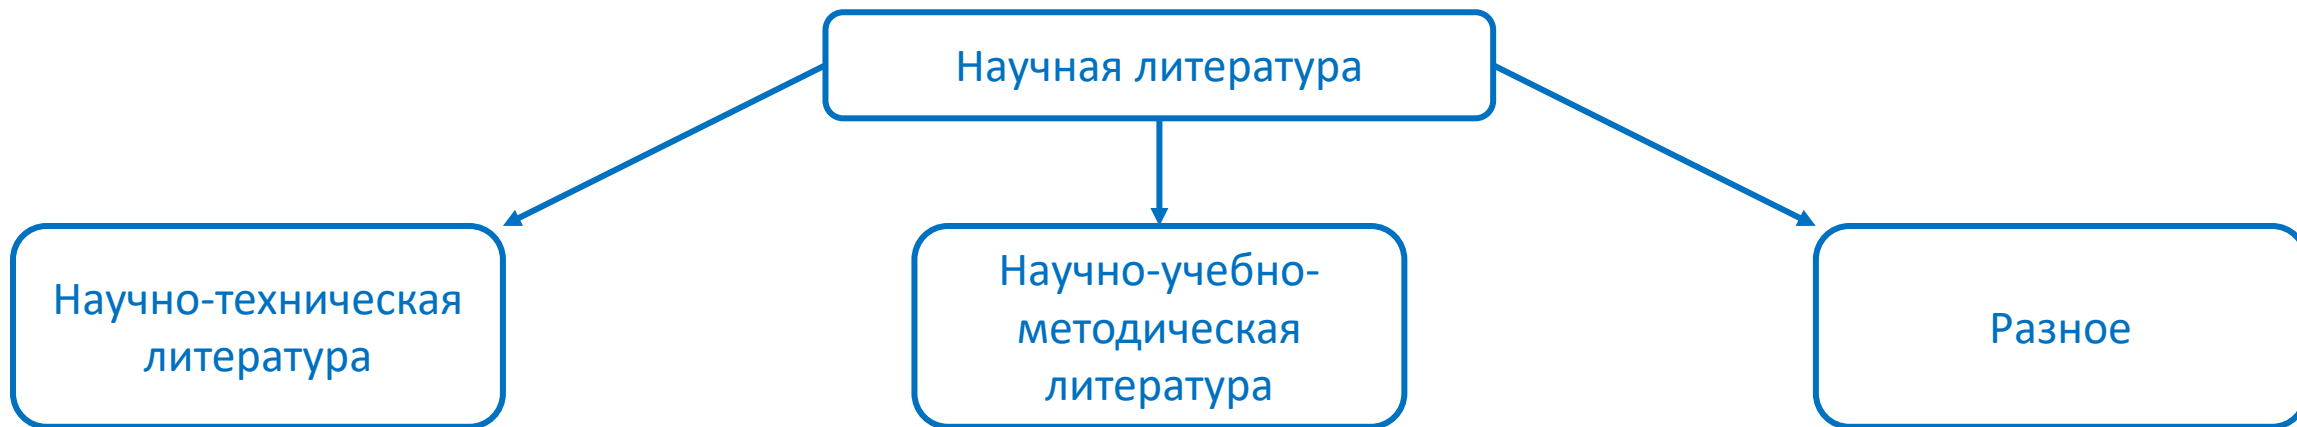 Научная литература
Научно-техническая
литература
Научно-учебно-
методическая
литература
Разное